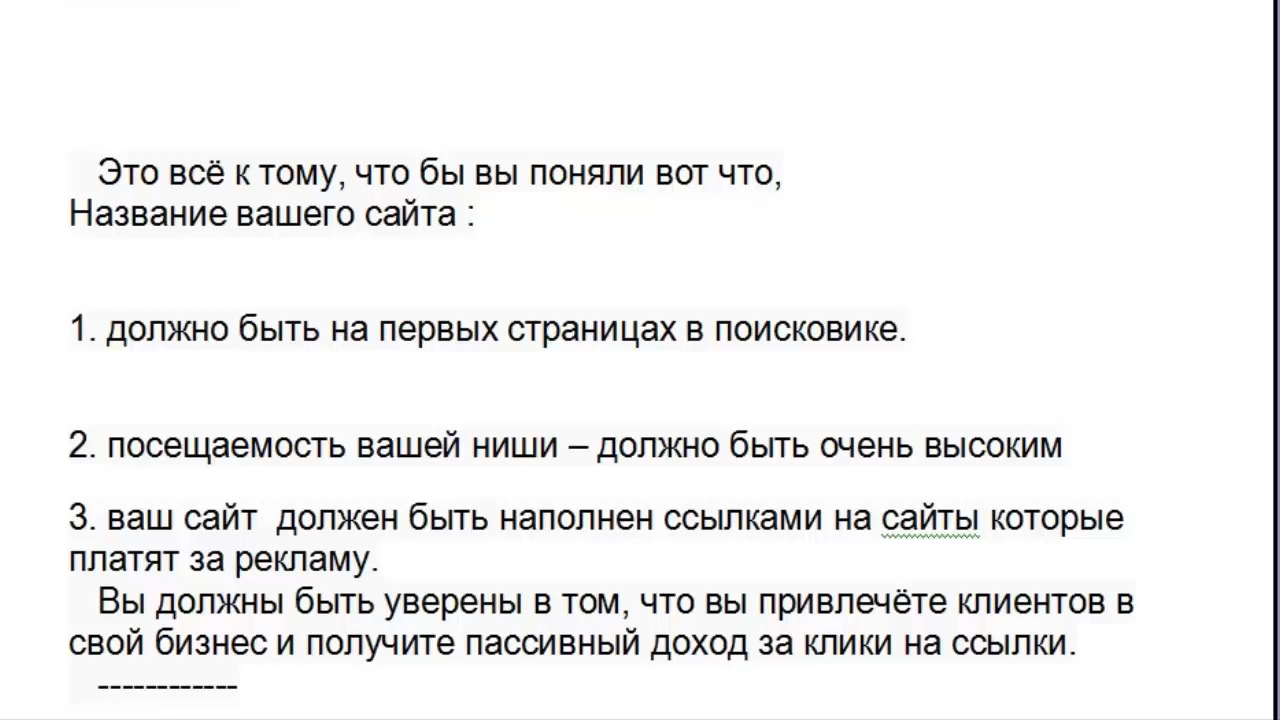 Это всё к тому, что бы вы поняли вот что,
Название вашего сайта :
1. должно быть на первых страницах в поисковике.
2. посещаемость вашей ниши – должно быть очень высоким
3. ваш сайт  должен быть наполнен ссылками на сайты которые
платят за рекламу.
Вы должны быть уверены в том, что вы привлечёте клиентов в
свой бизнес и получите пассивный доход за клики на ссылки.
------------